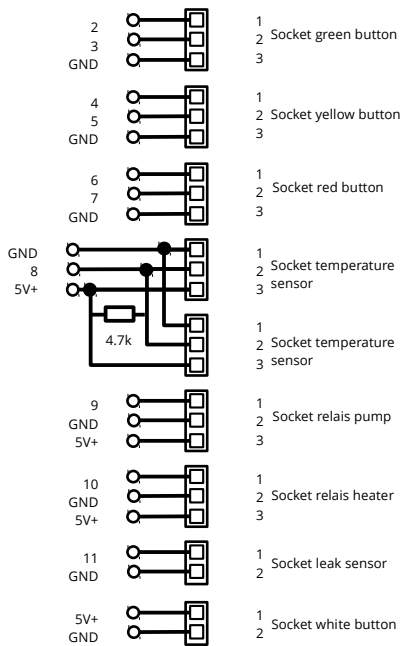 2 1
3 2 Socket green button
GND 3
4 1
5 2 Socket yellow button
GND 3
6 1
7 2 Socket red button
GND 3
GND 1
8 2 Socket temperature
5V+ 3 sensor
4.7k
1
2 Socket temperature
3 sensor
9 1
GND 2 Socket relais pump
5V+ 3
10 1
GND 2 Socket relais heater
5V+ 3
11 1
GND 2 Socket leak sensor
5V+ 1
GND 2 Socket white button